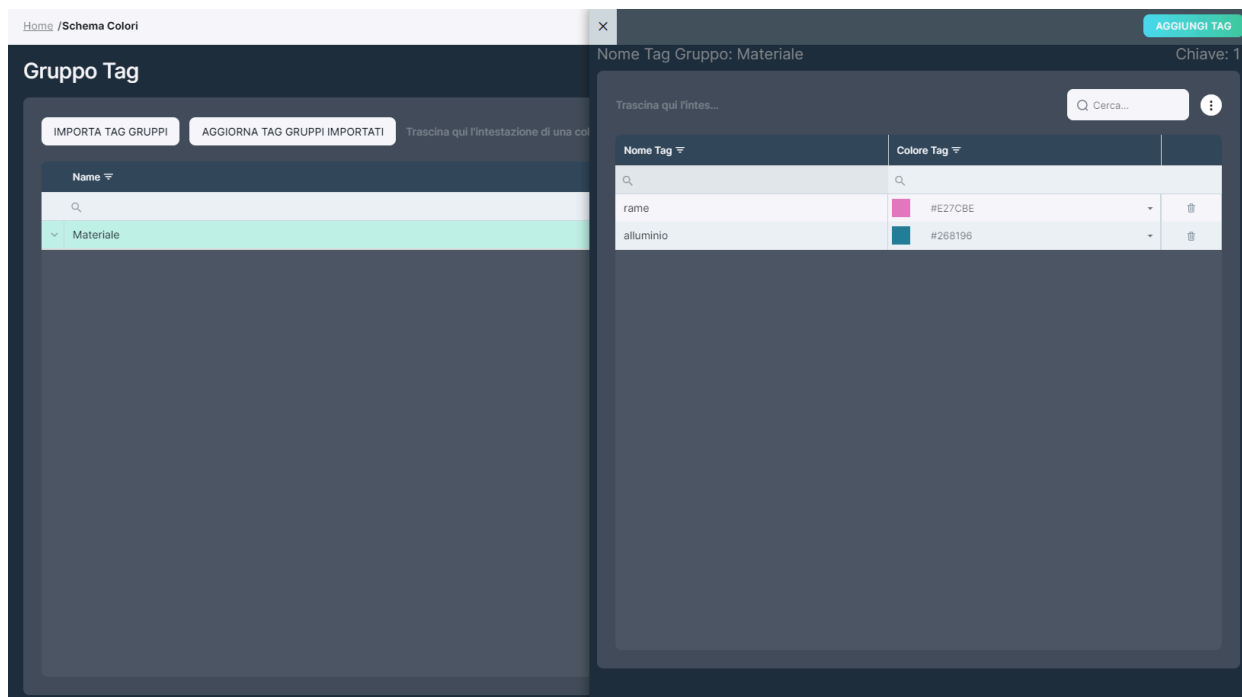 Home /Schema Colori
Gruppo Tag
IMPORTA TAG GRUPPI
AGGIORNA TAG GRUPPI IMPORTATI
Trascina qui l'intestazione di una col
Name
Materiale
×
AGGIUNGI TAG
Nome Tag Gruppo: Materiale
Chiave: 1
Trascina qui l'intes...
Cerca...
Nome Tag
Colore Tag
rame
#E27CBE
alluminio
#268196